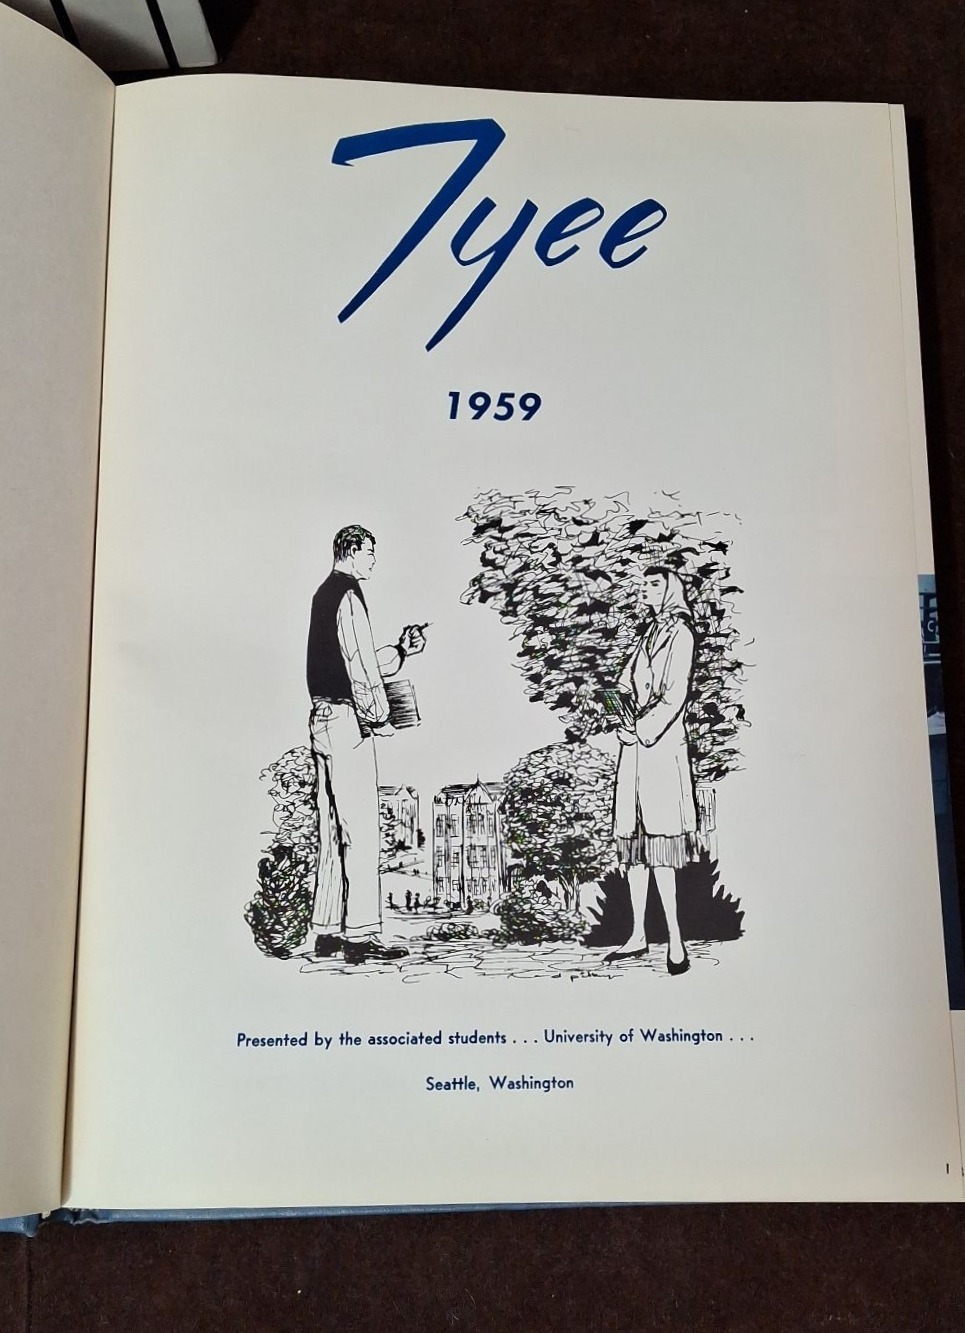 Tyee
1959
Presented by the associated students . . . University of Washington . . .
Seattle, Washington
1